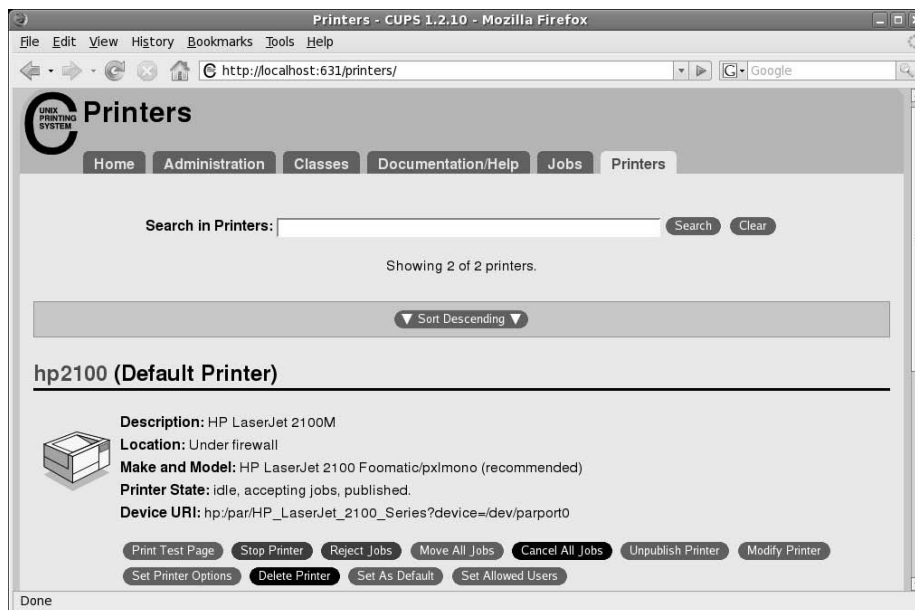 Printers - CUPS 1.2.10 - Mozilla Firefox
File Edit View History Bookmarks Tools Help
http://localhost:631/printers/ Google
UNIX PRINTING SYSTEM
Printers
Home Administration Classes Documentation/Help Jobs Printers
Search in Printers: Search Clear
Showing 2 of 2 printers.
▼ Sort Descending ▼
hp2100 (Default Printer)
Description: HP LaserJet 2100M
Location: Under firewall
Make and Model: HP LaserJet 2100 Foomatic/pxlmono (recommended)
Printer State: idle, accepting jobs, published.
Device URI: hp:/par/HP_LaserJet_2100_Series?device=/dev/parport0
Print Test Page Stop Printer Reject Jobs Move All Jobs Cancel All Jobs Unpublish Printer Modify Printer
Set Printer Options Delete Printer Set As Default Set Allowed Users
Done